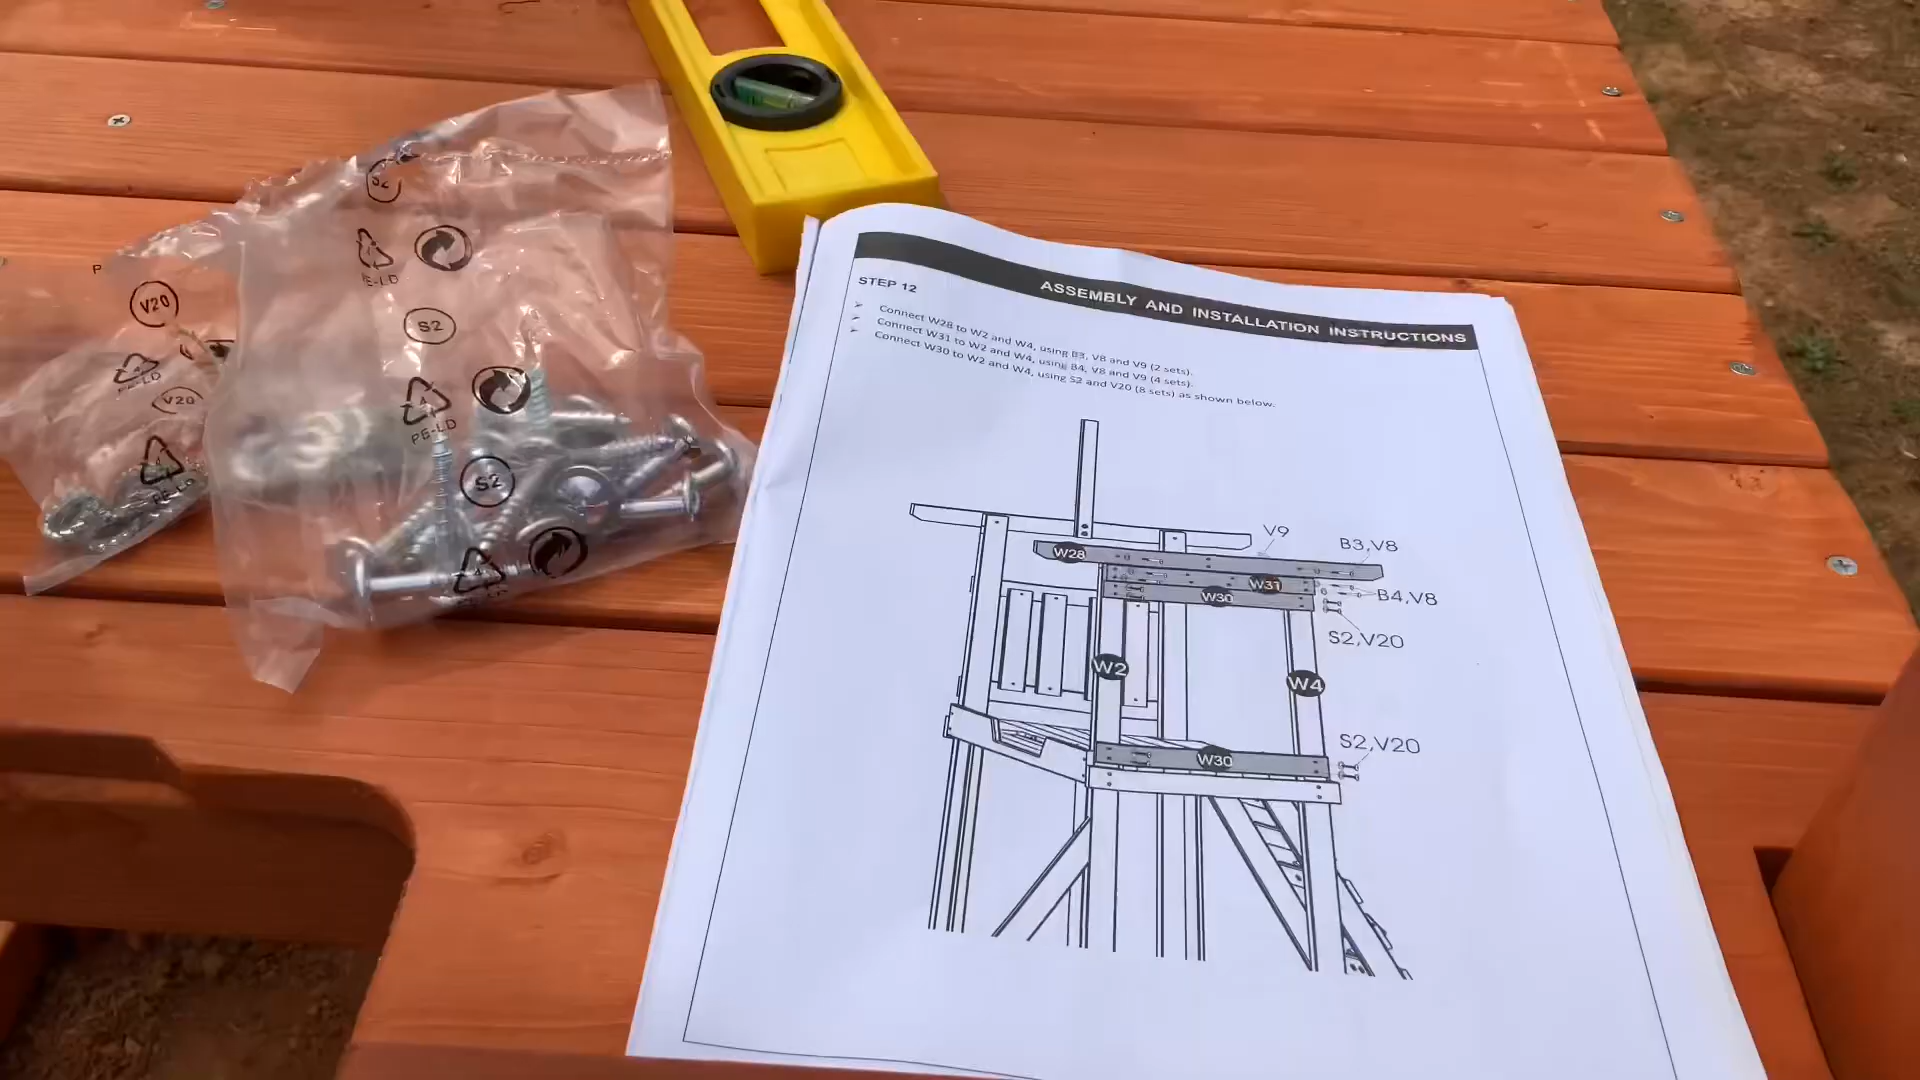 P
V20
PE-LD
V20
PE-LD
S2
PE-LD
S2
PE-LD
S2
ASSEMBLY AND INSTALLATION INSTRUCTIONS
STEP 12
➢ Connect W28 to W2 and W4, using B3, V8 and V9 (2 sets).
➢ Connect W31 to W2 and W4, using B4, V8 and V9 (4 sets).
➢ Connect W30 to W2 and W4, using S2 and V20 (8 sets) as shown below.
V9
B3,V8
W28
W31
B4,V8
W30
S2,V20
W2
W4
S2,V20
W30